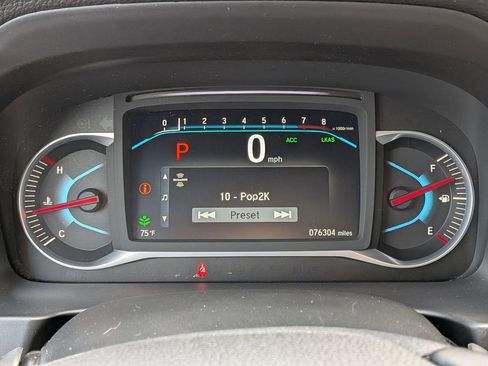 0 1 2 3 4 5 6 7 8 x1000r/min
P 0 mph ACC LKAS
H F
10 - Pop2K
Preset
C E
75°F 076304 miles